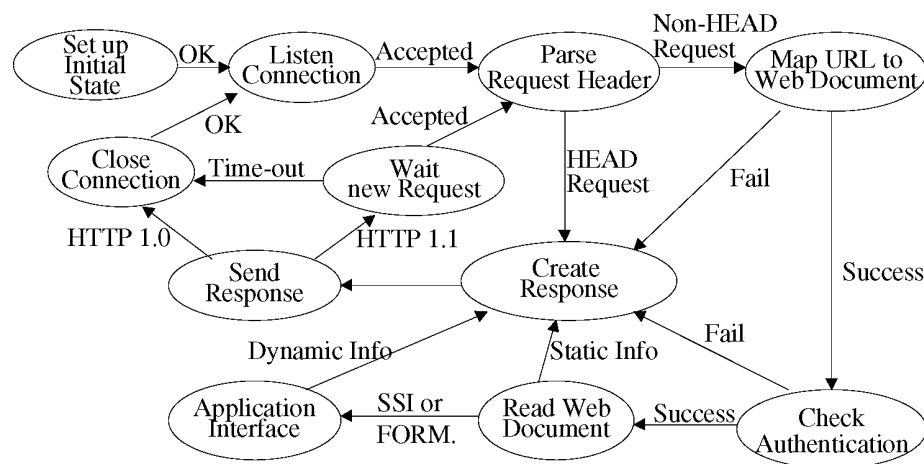 Set up
Initial
State
OK
Listen
Connection
Accepted
Parse
Request Header
Non-HEAD
Request
Map URL to
Web Document
OK
Accepted
Close
Connection
Time-out
Wait
new Request
HEAD
Request
Fail
HTTP 1.0
HTTP 1.1
Send
Response
Create
Response
Success
Dynamic Info
Static Info
Fail
Application
Interface
SSI or
FORM.
Read Web
Document
Success
Check
Authentication